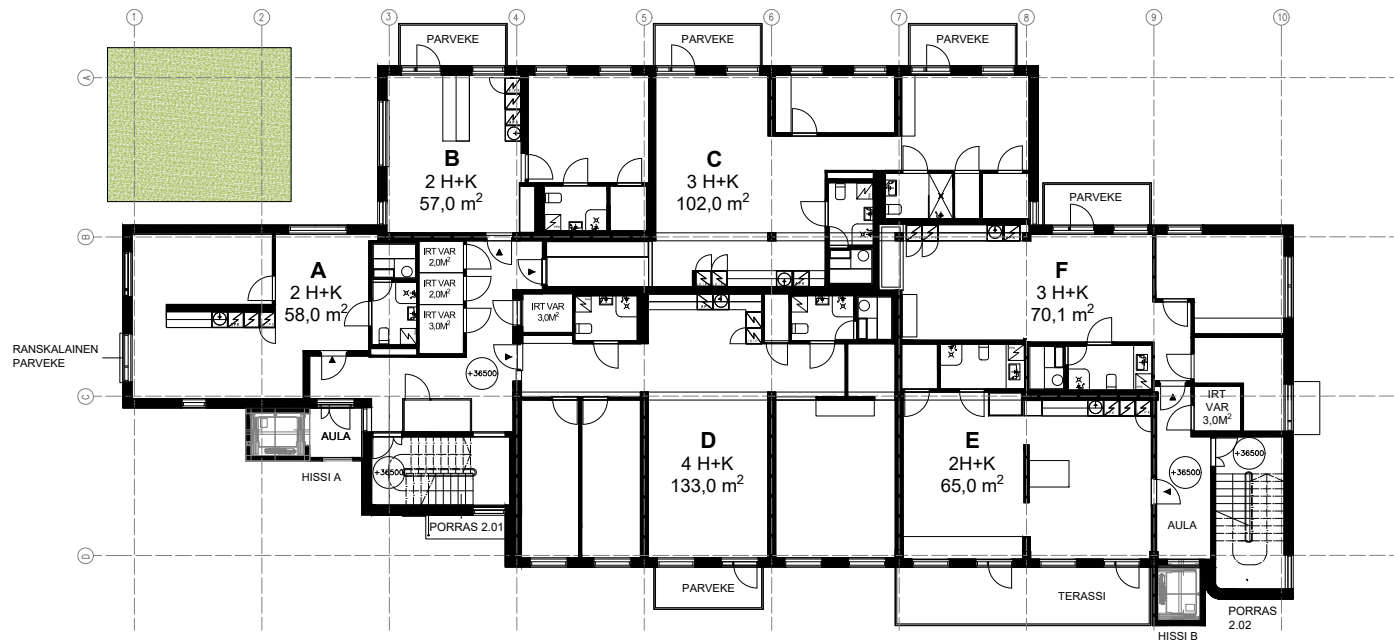 1 2 3 4 5 6 7 8 9 10
PARVEKE
PARVEKE
PARVEKE
A
B
2 H+K
57,0 m²
C
3 H+K
102,0 m²
PARVEKE
B
A
2 H+K
58,0 m²
IRT VAR
2,0M²
IRT VAR
2,0M²
IRT VAR
3,0M²
IRT VAR
3,0M²
F
3 H+K
70,1 m²
RANSKALAINEN
PARVEKE
+36500
C
AULA
HISSI A
+36500
PORRAS 2.01
D
4 H+K
133,0 m²
E
2H+K
65,0 m²
IRT
VAR
3,0M²
+36500
+36500
AULA
D
PARVEKE
TERASSI
PORRAS
2.02
HISSI B